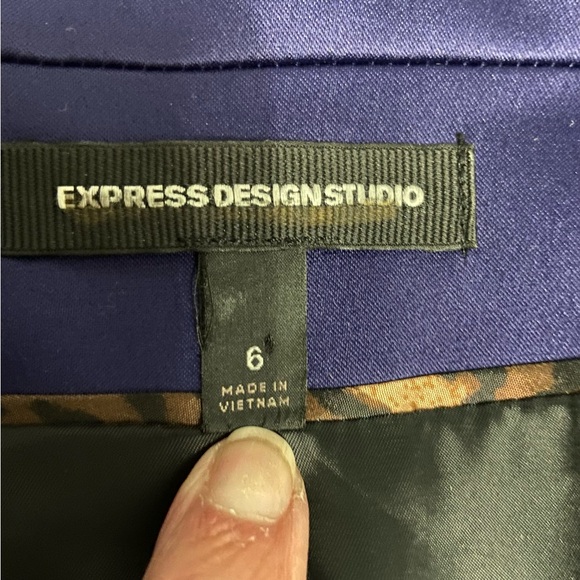 EXPRESS DESIGN STUDIO
6
MADE IN
VIETNAM